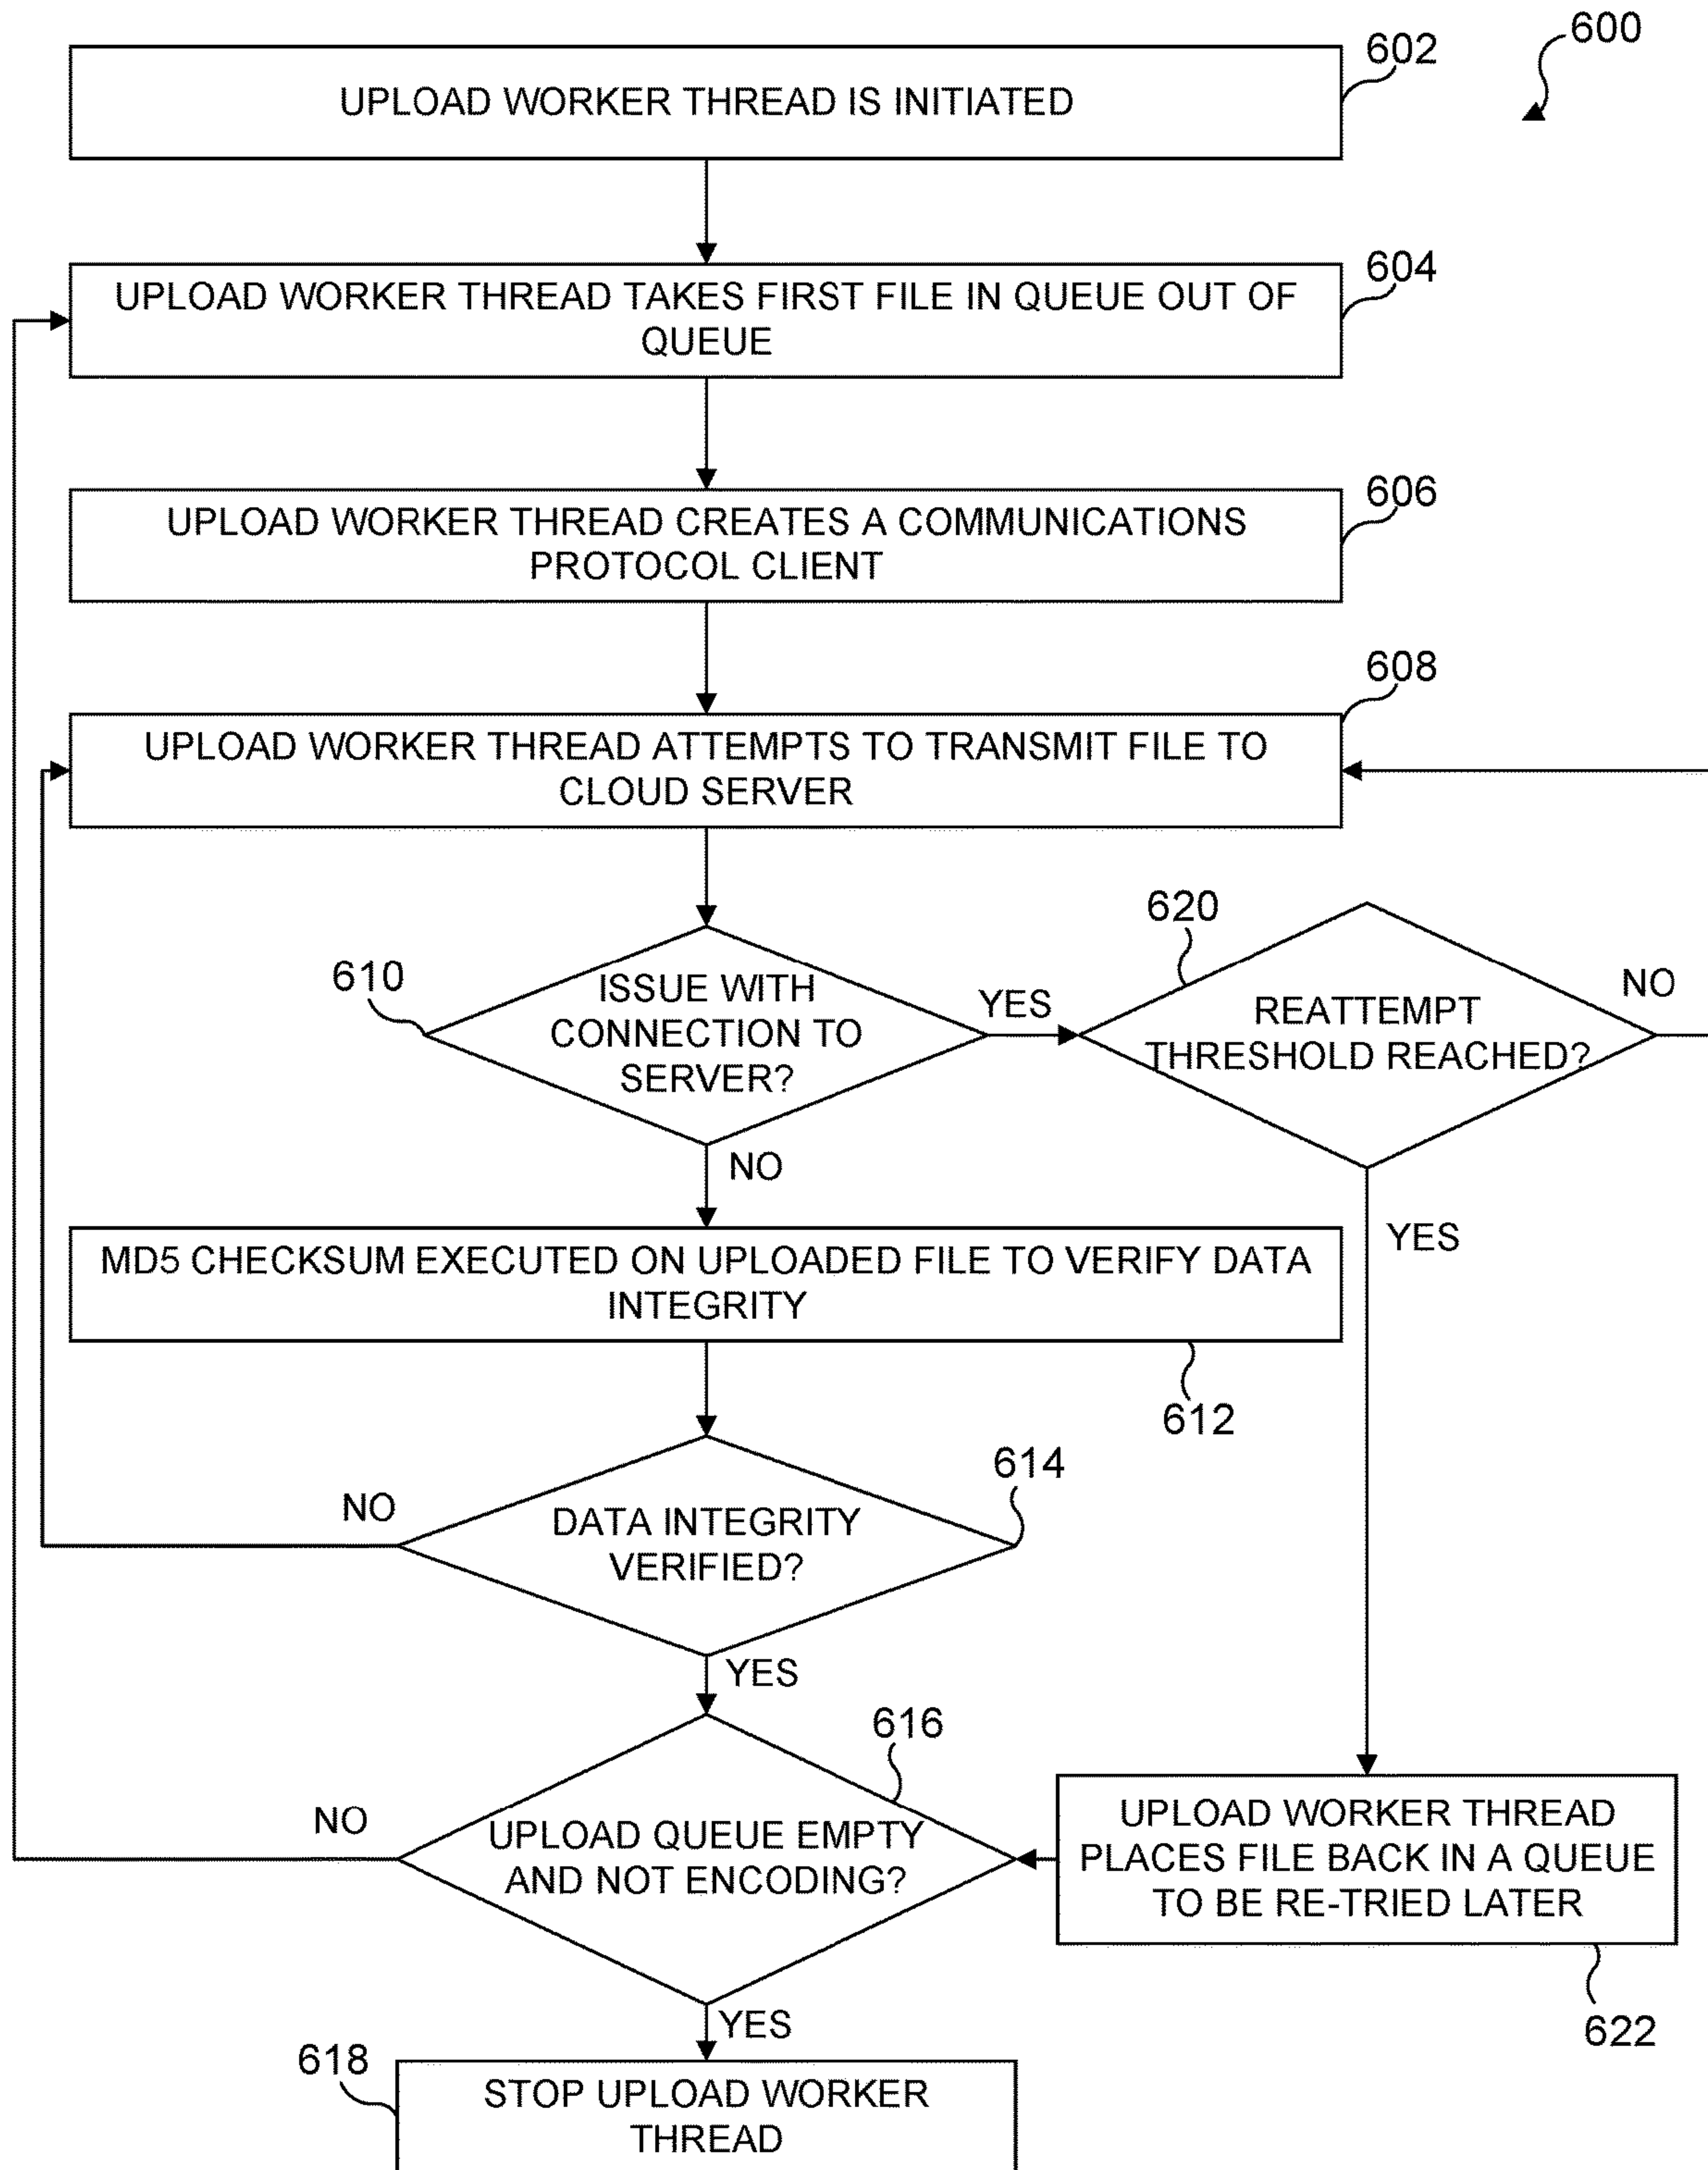 600
602
UPLOAD WORKER THREAD IS INITIATED
604
UPLOAD WORKER THREAD TAKES FIRST FILE IN QUEUE OUT OF
QUEUE
606
UPLOAD WORKER THREAD CREATES A COMMUNICATIONS
PROTOCOL CLIENT
608
UPLOAD WORKER THREAD ATTEMPTS TO TRANSMIT FILE TO
CLOUD SERVER
610
ISSUE WITH
CONNECTION TO
SERVER?
YES
620
REATTEMPT
THRESHOLD REACHED?
NO
NO
YES
MD5 CHECKSUM EXECUTED ON UPLOADED FILE TO VERIFY DATA
INTEGRITY
612
614
NO
DATA INTEGRITY
VERIFIED?
YES
616
NO
UPLOAD QUEUE EMPTY
AND NOT ENCODING?
UPLOAD WORKER THREAD
PLACES FILE BACK IN A QUEUE
TO BE RE-TRIED LATER
622
YES
618
STOP UPLOAD WORKER
THREAD